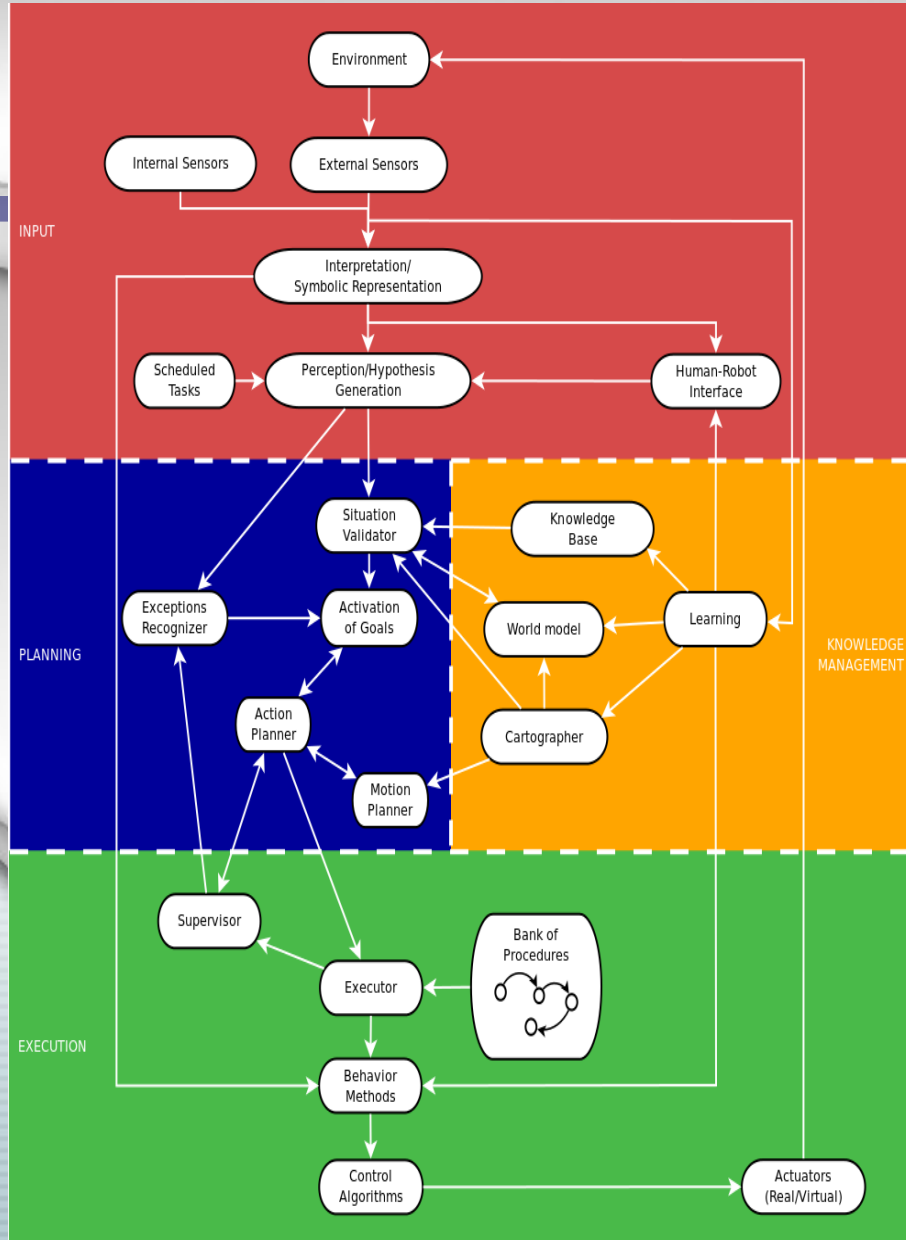 Environment
Internal Sensors
External Sensors
INPUT
Interpretation/
Symbolic Representation
Scheduled
Tasks
Perception/Hypothesis
Generation
Human-Robot
Interface
Situation
Validator
Knowledge
Base
Exceptions
Recognizer
Activation
of Goals
World model
Learning
PLANNING
KNOWLEDGE
MANAGEMENT
Action
Planner
Cartographer
Motion
Planner
Supervisor
Bank of
Procedures
Executor
EXECUTION
Behavior
Methods
Control
Algorithms
Actuators
(Real/Virtual)